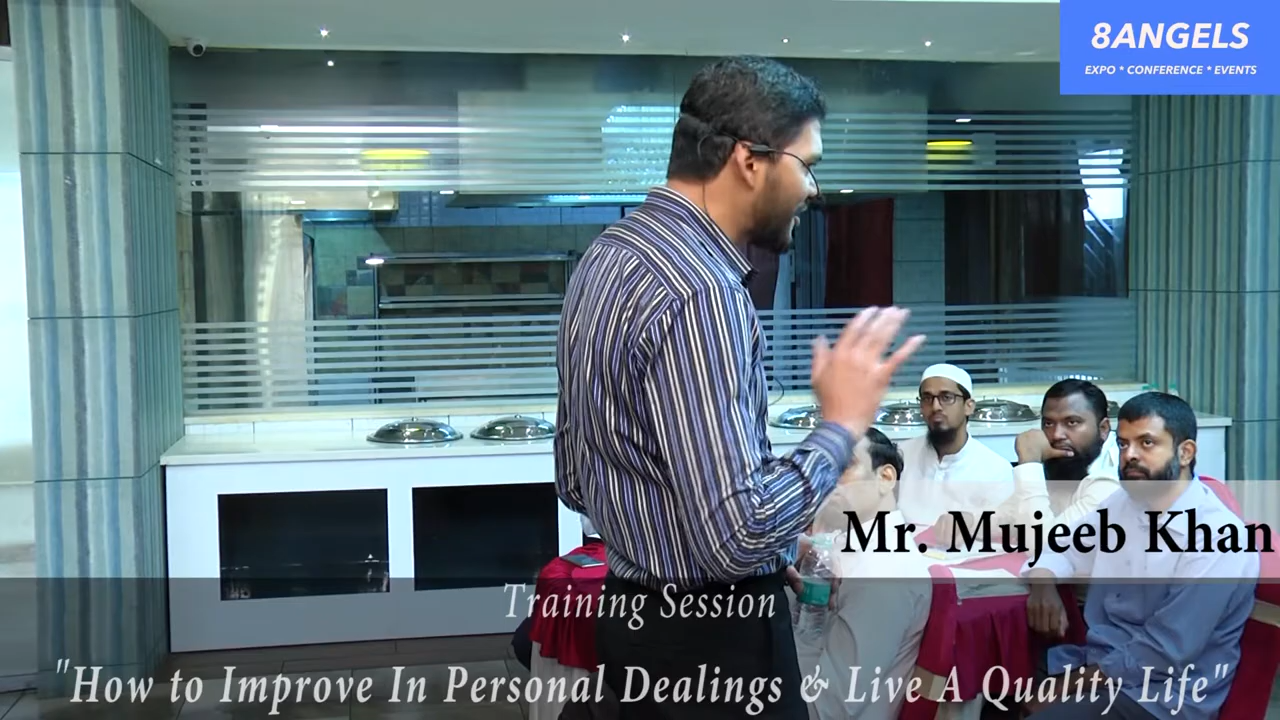 8ANGELS
EXPO * CONFERENCE * EVENTS
Mr. Mujeeb Khan
Training Session
"How to Improve In Personal Dealings & Live A Quality Life"